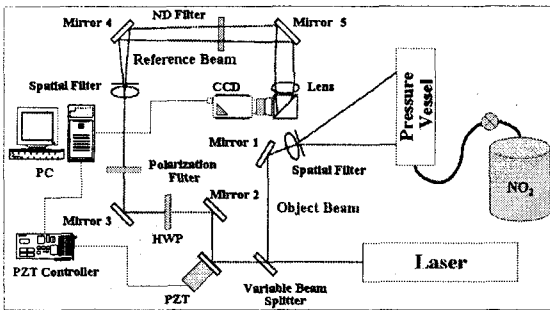 ND Filter
Mirror 4
Mirror 5
Reference Beam
Spatial Filter
CCD
Lens
Pressure
Vessel
Mirror 1
PC
Spatial Filter
Polarization
Filter
Mirror 2
NO2
Object Beam
Mirror 3
HWP
Laser
PZT Controller
PZT
Variable Beam
Splitter